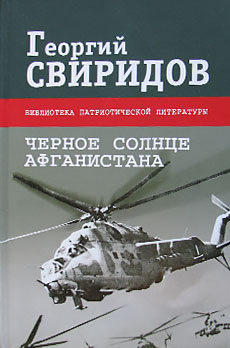 Георгий
СВИРИДОВ
БИБЛИОТЕКА ПАТРИОТИЧЕСКОЙ ЛИТЕРАТУРЫ
ЧЕРНОЕ СОЛНЦЕ
АФГАНИСТАНА